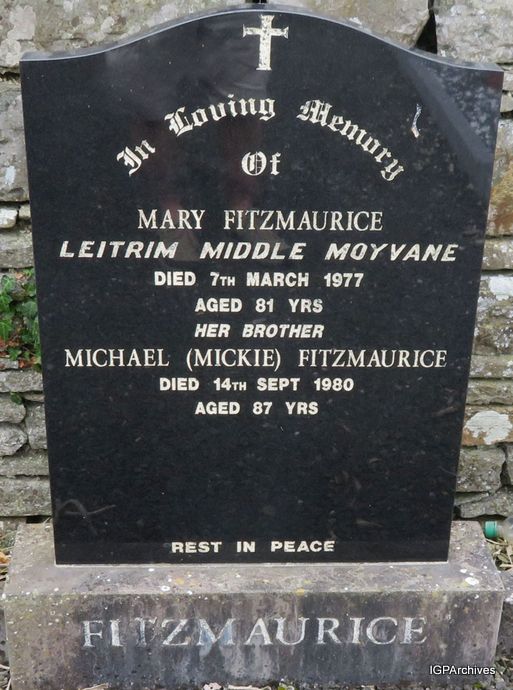 In Loving Memory
Of
MARY FITZMAURICE
LEITRIM MIDDLE MOYVANE
DIED 7TH MARCH 1977
AGED 81 YRS
HER BROTHER
MICHAEL (MICKIE) FITZMAURICE
DIED 14TH SEPT 1980
AGED 87 YRS
REST IN PEACE
FITZMAURICE
IGPArchives